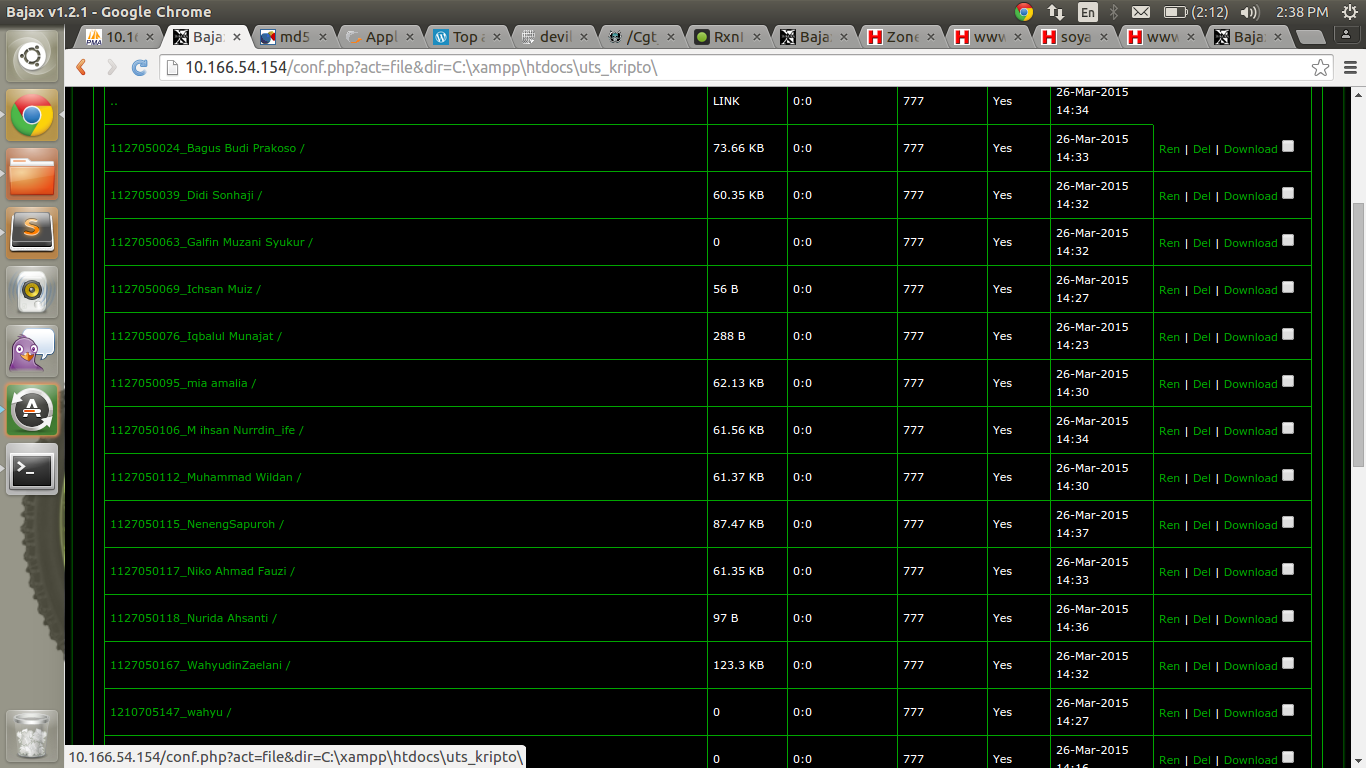 Bajax v1.2.1 - Google Chrome
En
(2:12)
2:38 PM
10.16
Baja
md5
Appl
Top a
devil
/Cgt
RxnI
Baja
Zone
www
soya
www
Baja
10.166.54.154/conf.php?act=file&dir=C:\xampp\htdocs\uts_kripto\
.. LINK 0:0 777 Yes 26-Mar-2015
14:34
1127050024_Bagus Budi Prakoso / 73.66 KB 0:0 777 Yes 26-Mar-2015
14:33 Ren | Del | Download
1127050039_Didi Sonhaji / 60.35 KB 0:0 777 Yes 26-Mar-2015
14:32 Ren | Del | Download
1127050063_Galfin Muzani Syukur / 0 0:0 777 Yes 26-Mar-2015
14:32 Ren | Del | Download
1127050069_Ichsan Muiz / 56 B 0:0 777 Yes 26-Mar-2015
14:27 Ren | Del | Download
1127050076_Iqbalul Munajat / 288 B 0:0 777 Yes 26-Mar-2015
14:23 Ren | Del | Download
1127050095_mia amalia / 62.13 KB 0:0 777 Yes 26-Mar-2015
14:30 Ren | Del | Download
1127050106_M ihsan Nurrdin_ife / 61.56 KB 0:0 777 Yes 26-Mar-2015
14:34 Ren | Del | Download
1127050112_Muhammad Wildan / 61.37 KB 0:0 777 Yes 26-Mar-2015
14:30 Ren | Del | Download
1127050115_NenengSapuroh / 87.47 KB 0:0 777 Yes 26-Mar-2015
14:37 Ren | Del | Download
1127050117_Niko Ahmad Fauzi / 61.35 KB 0:0 777 Yes 26-Mar-2015
14:33 Ren | Del | Download
1127050118_Nurida Ahsanti / 97 B 0:0 777 Yes 26-Mar-2015
14:36 Ren | Del | Download
1127050167_WahyudinZaelani / 123.3 KB 0:0 777 Yes 26-Mar-2015
14:32 Ren | Del | Download
1210705147_wahyu / 0 0:0 777 Yes 26-Mar-2015
14:27 Ren | Del | Download
0 0:0 777 Yes 26-Mar-2015
14:16 Ren | Del | Download
10.166.54.154/conf.php?act=file&dir=C:\xampp\htdocs\uts_kripto\